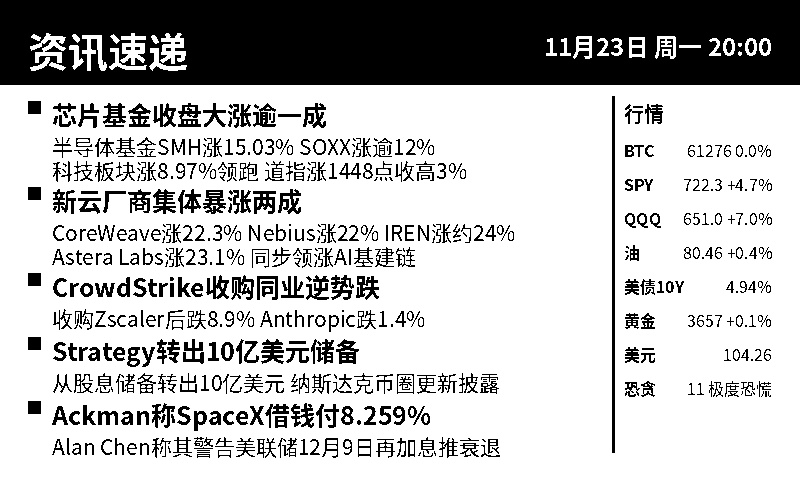 资讯速递
11月23日 周一 20:00
芯片基金收盘大涨逾一成
半导体基金SMH涨15.03% SOXX涨逾12%
科技板块涨8.97%领跑 道指涨1448点收高3%
新云厂商集体暴涨两成
CoreWeave涨22.3% Nebius涨22% IREN涨约24%
Astera Labs涨23.1% 同步领涨AI基建链
CrowdStrike收购同业逆势跌
收购Zscaler后跌8.9% Anthropic跌1.4%
Strategy转出10亿美元储备
从股息储备转出10亿美元 纳斯达克币圈更新披露
Ackman称SpaceX借钱付8.259%
Alan Chen称其警告美联储12月9日再加息推衰退
行情
BTC 61276 0.0%
SPY 722.3 +4.7%
QQQ 651.0 +7.0%
油 80.46 +0.4%
美债10Y 4.94%
黄金 3657 +0.1%
美元 104.26
恐贪 11 极度恐慌